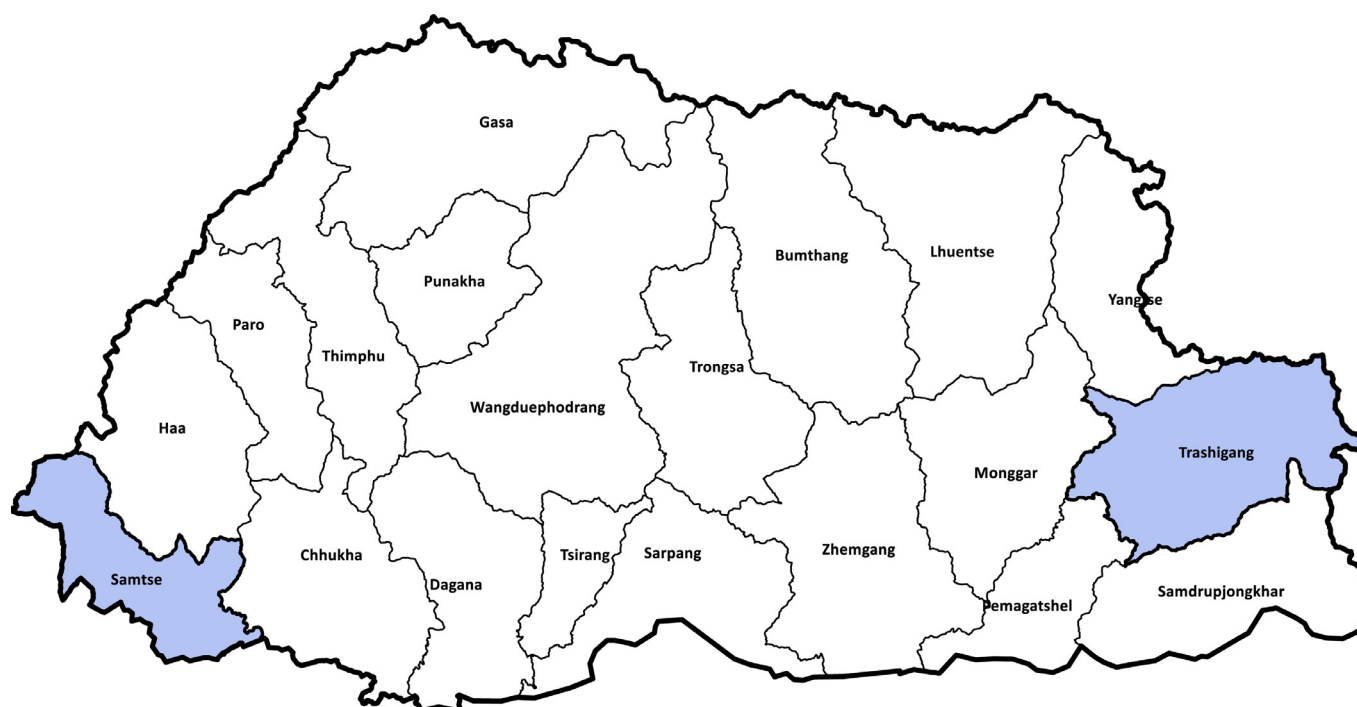 Gasa
Bumthang
Lhuentse
Punakha
Yangtse
Paro
Thimphu
Trongsa
Wangduephodrang
Haa
Trashigang
Monggar
Zhemgang
Chhukha
Tsirang
Sarpang
Samtse
Dagana
Samdrupjongkhar
Pemagatshel